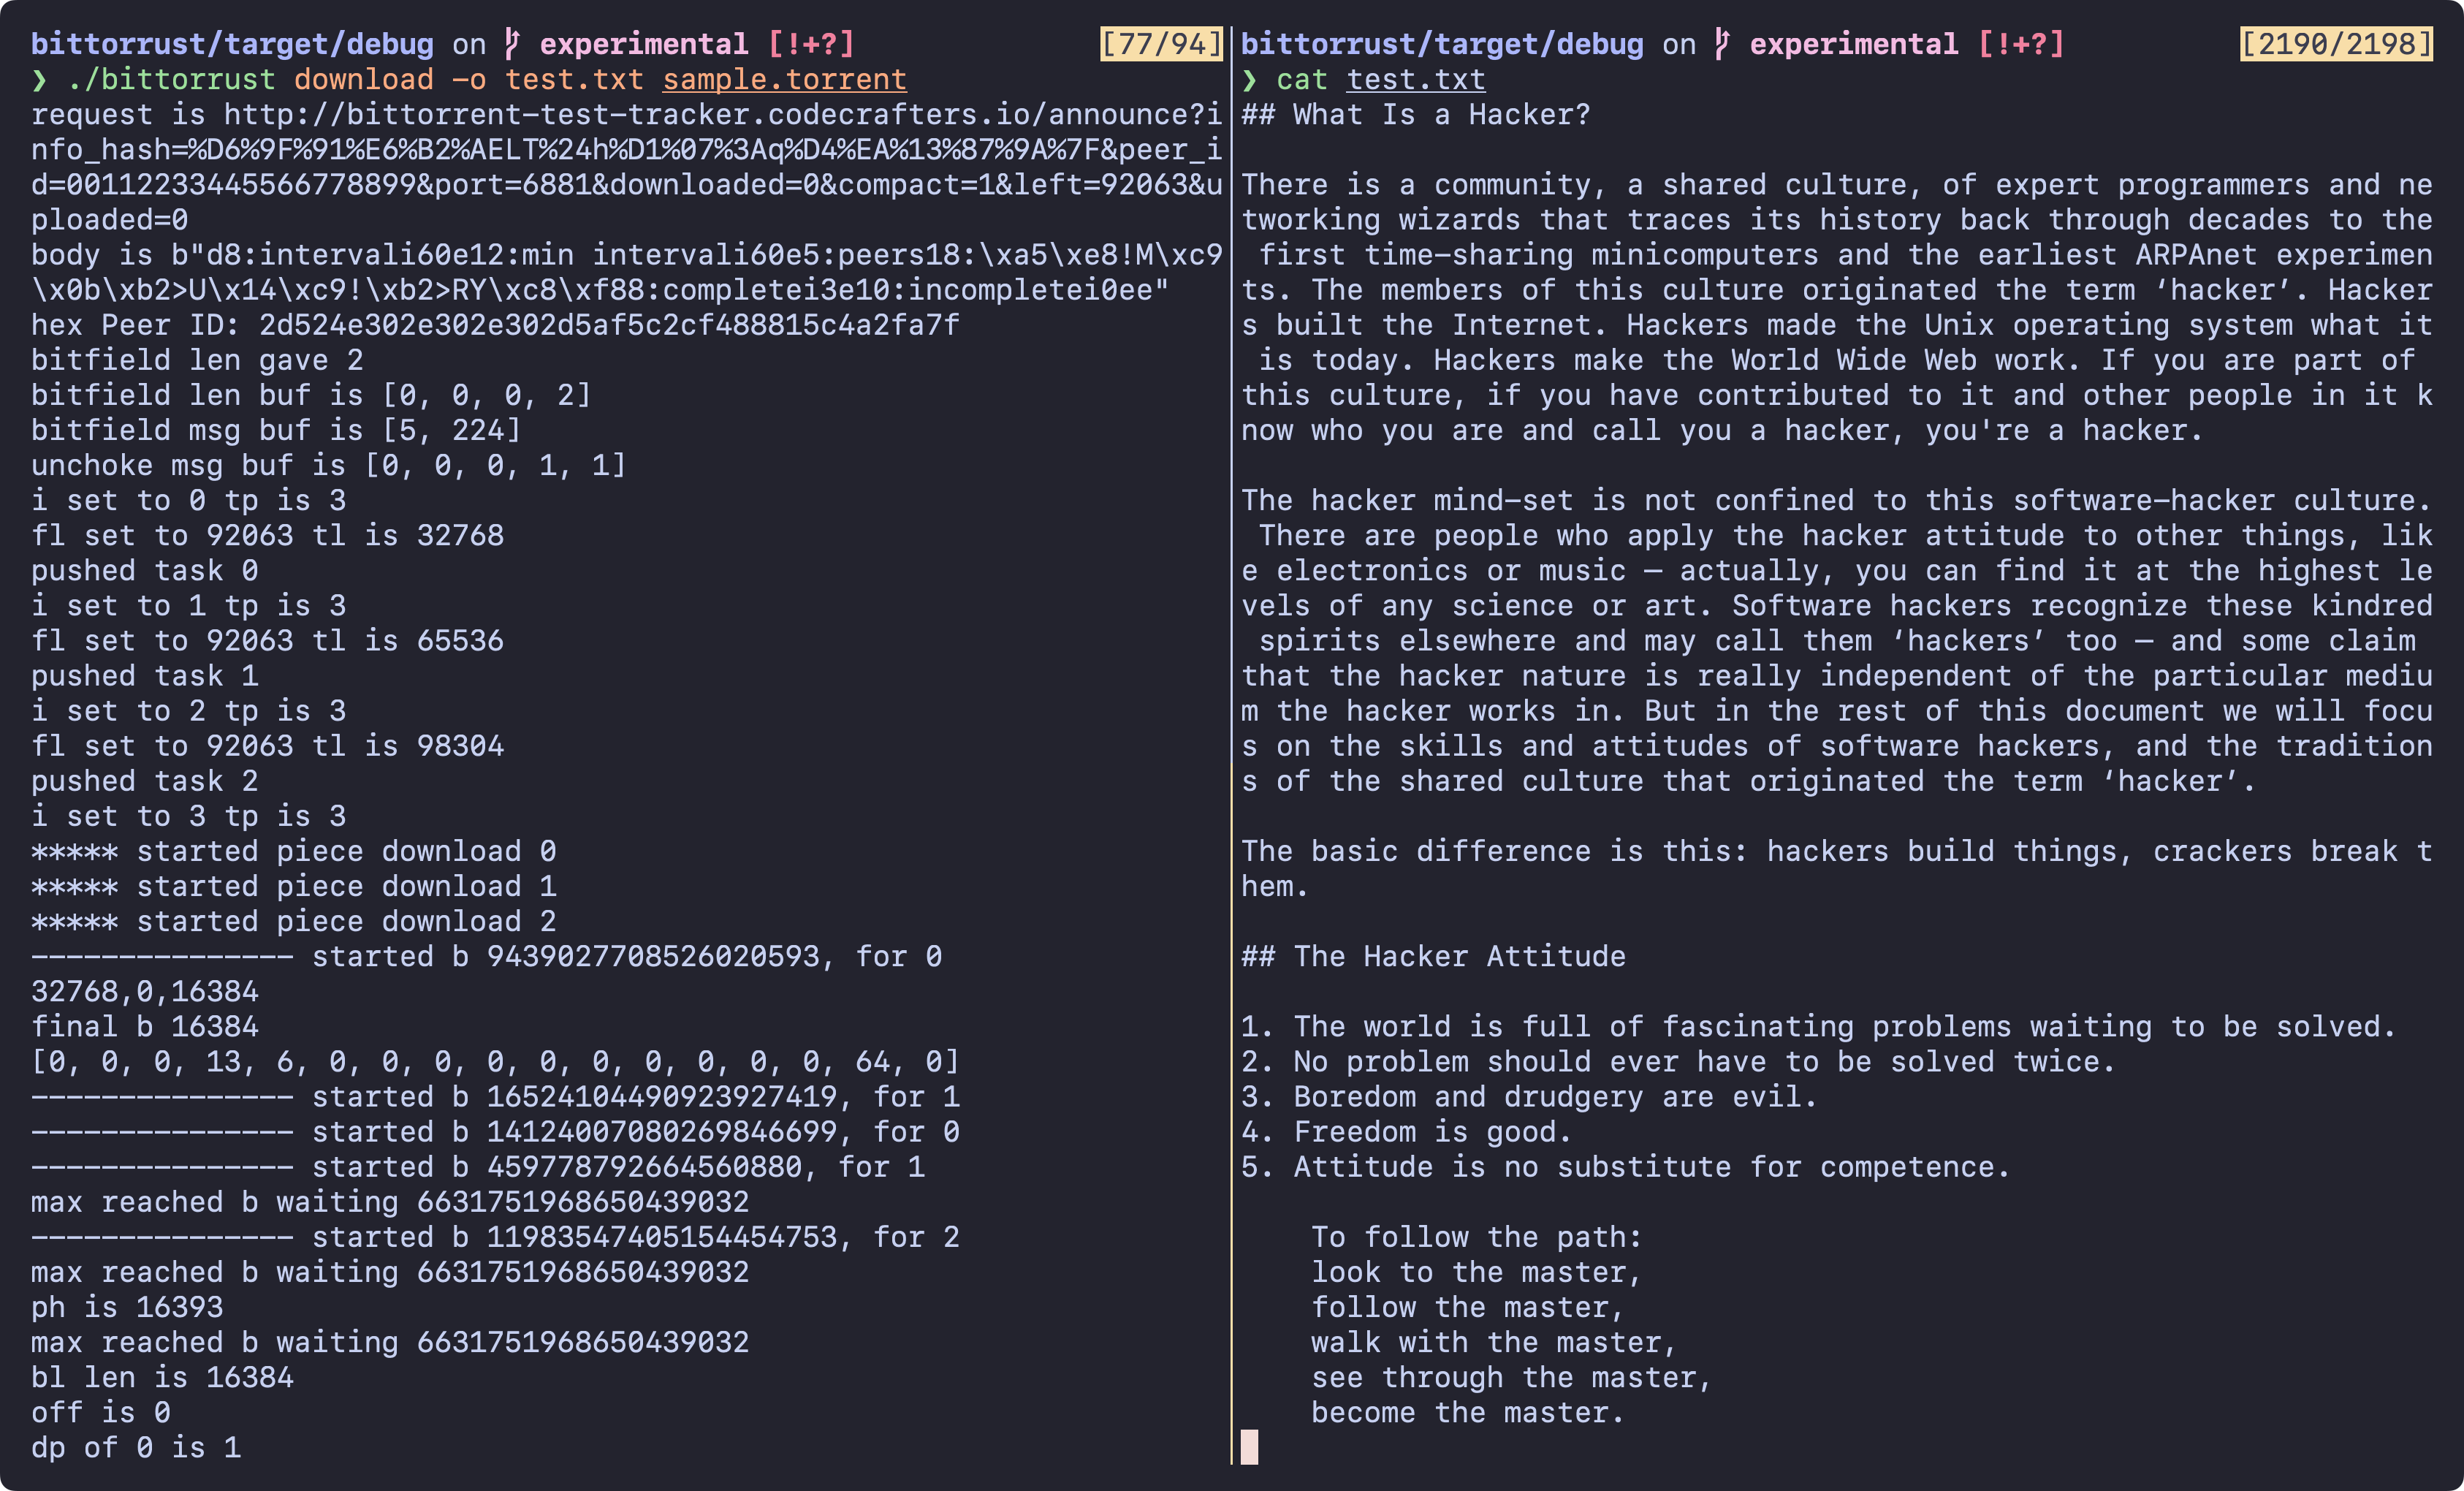 bittorrust/target/debug on experimental [!+?] [77/94]
❯ ./bittorrust download -o test.txt sample.torrent
request is http://bittorrent-test-tracker.codecrafters.io/announce?i
nfo_hash=%D6%9F%91%E6%B2%AELT%24h%D1%07%3Aq%D4%EA%13%87%9A%7F&peer_i
d=00112233445566778899&port=6881&downloaded=0&compact=1&left=92063&u
ploaded=0
body is b"d8:intervali60e12:min intervali60e5:peers18:\xa5\xe8!M\xc9
\x0b\xb2>U\x14\xc9!\xb2>RY\xc8\xf88:completei3e10:incompletei0ee"
hex Peer ID: 2d524e302e302e302d5af5c2cf488815c4a2fa7f
bitfield len gave 2
bitfield len buf is [0, 0, 0, 2]
bitfield msg buf is [5, 224]
unchoke msg buf is [0, 0, 0, 1, 1]
i set to 0 tp is 3
fl set to 92063 tl is 32768
pushed task 0
i set to 1 tp is 3
fl set to 92063 tl is 65536
pushed task 1
i set to 2 tp is 3
fl set to 92063 tl is 98304
pushed task 2
i set to 3 tp is 3
***** started piece download 0
***** started piece download 1
***** started piece download 2
--------------- started b 9439027708526020593, for 0
32768,0,16384
final b 16384
[0, 0, 0, 13, 6, 0, 0, 0, 0, 0, 0, 0, 0, 0, 0, 64, 0]
--------------- started b 16524104490923927419, for 1
--------------- started b 14124007080269846699, for 0
--------------- started b 459778792664560880, for 1
max reached b waiting 6631751968650439032
--------------- started b 11983547405154454753, for 2
max reached b waiting 6631751968650439032
ph is 16393
max reached b waiting 6631751968650439032
bl len is 16384
off is 0
dp of 0 is 1
bittorrust/target/debug on experimental [!+?] [2190/2198]
❯ cat test.txt
## What Is a Hacker?
There is a community, a shared culture, of expert programmers and ne
tworking wizards that traces its history back through decades to the
 first time-sharing minicomputers and the earliest ARPAnet experimen
ts. The members of this culture originated the term ‘hacker’. Hacker
s built the Internet. Hackers made the Unix operating system what it
 is today. Hackers make the World Wide Web work. If you are part of
this culture, if you have contributed to it and other people in it k
now who you are and call you a hacker, you're a hacker.
The hacker mind-set is not confined to this software-hacker culture.
 There are people who apply the hacker attitude to other things, lik
e electronics or music — actually, you can find it at the highest le
vels of any science or art. Software hackers recognize these kindred
 spirits elsewhere and may call them ‘hackers’ too — and some claim
that the hacker nature is really independent of the particular mediu
m the hacker works in. But in the rest of this document we will focu
s on the skills and attitudes of software hackers, and the tradition
s of the shared culture that originated the term ‘hacker’.
The basic difference is this: hackers build things, crackers break t
hem.
## The Hacker Attitude
1. The world is full of fascinating problems waiting to be solved.
2. No problem should ever have to be solved twice.
3. Boredom and drudgery are evil.
4. Freedom is good.
5. Attitude is no substitute for competence.
To follow the path:
look to the master,
follow the master,
walk with the master,
see through the master,
become the master.